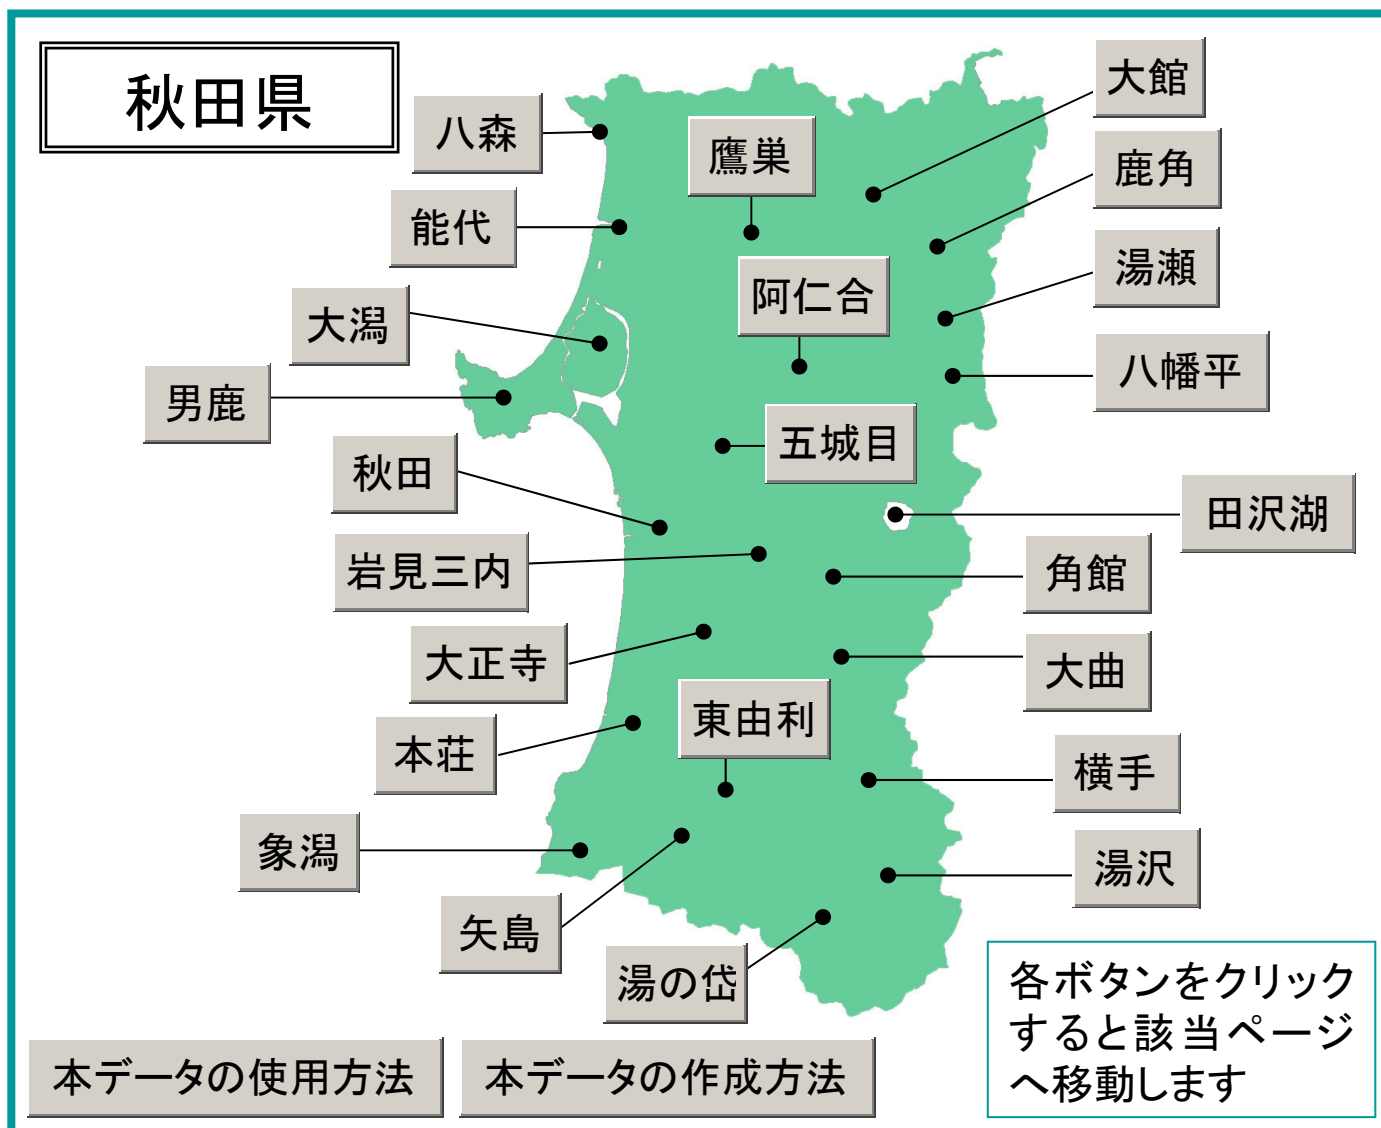 秋田県
大館
八森
鷹巣
鹿角
能代
湯瀬
阿仁合
大潟
八幡平
男鹿
五城目
秋田
田沢湖
岩見三内
角館
大正寺
大曲
東由利
本荘
横手
象潟
湯沢
矢島
湯の岱
各ボタンをクリック
すると該当ページ
へ移動します
本データの使用方法
本データの作成方法